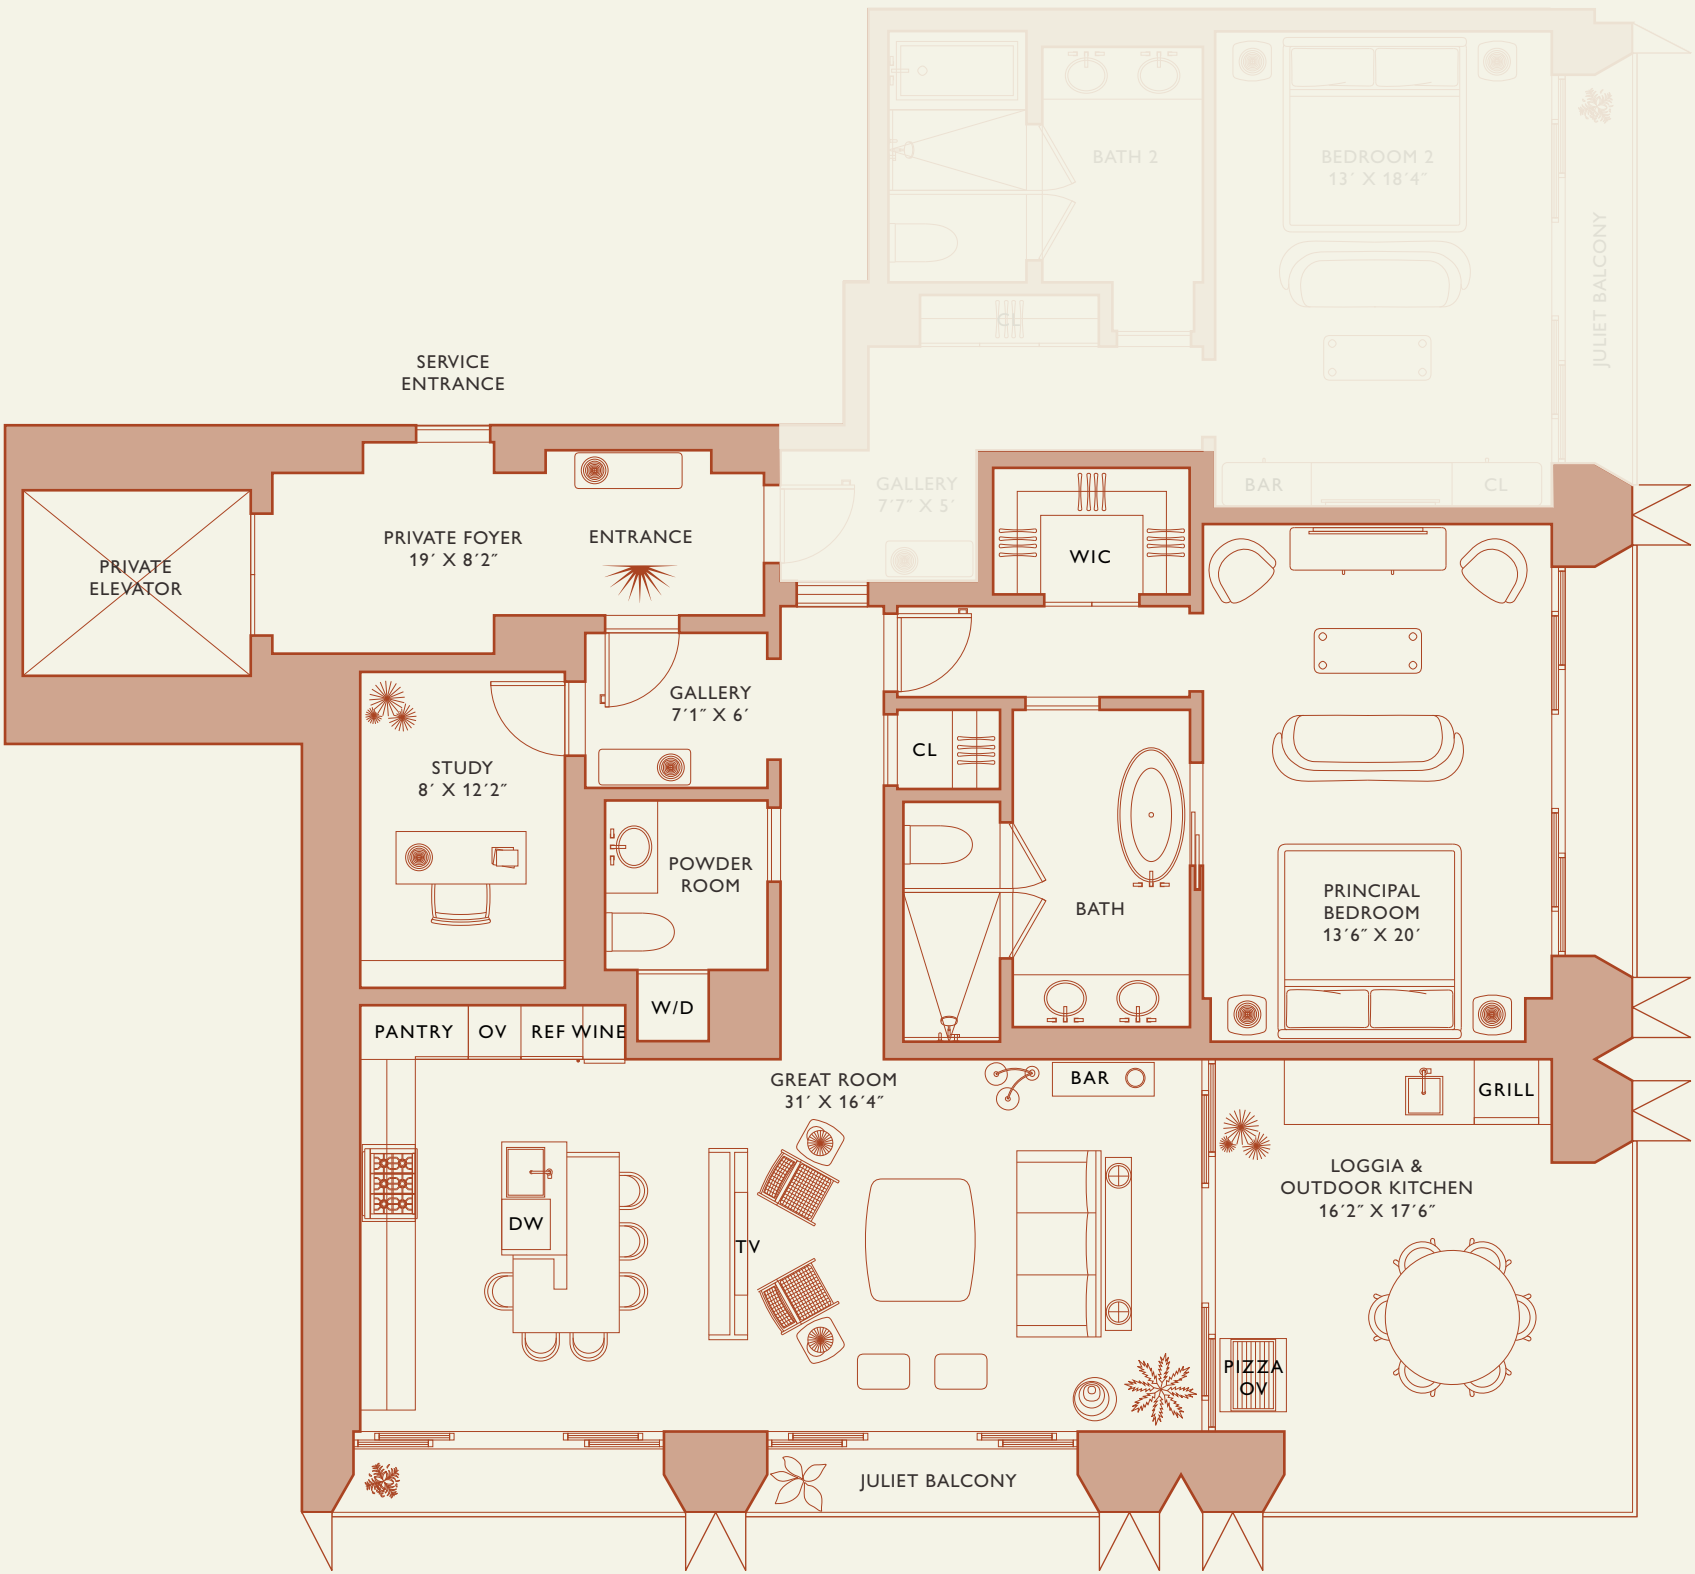 BATH 2
BEDROOM 2
13′ X 18′4″
JULIET BALCONY
CL
SERVICE
ENTRANCE
GALLERY
7′7″ X 5′
BAR
CL
PRIVATE
ELEVATOR
PRIVATE FOYER
19′ X 8′2″
ENTRANCE
WIC
GALLERY
7′1″ X 6′
STUDY
8′ X 12′2″
CL
POWDER
ROOM
BATH
PRINCIPAL
BEDROOM
13′6″ X 20′
W/D
PANTRY
OV
REF
WINE
GREAT ROOM
31′ X 16′4″
BAR
GRILL
LOGGIA &
OUTDOOR KITCHEN
16′2″ X 17′6″
DW
TV
PIZZA
OV
JULIET BALCONY